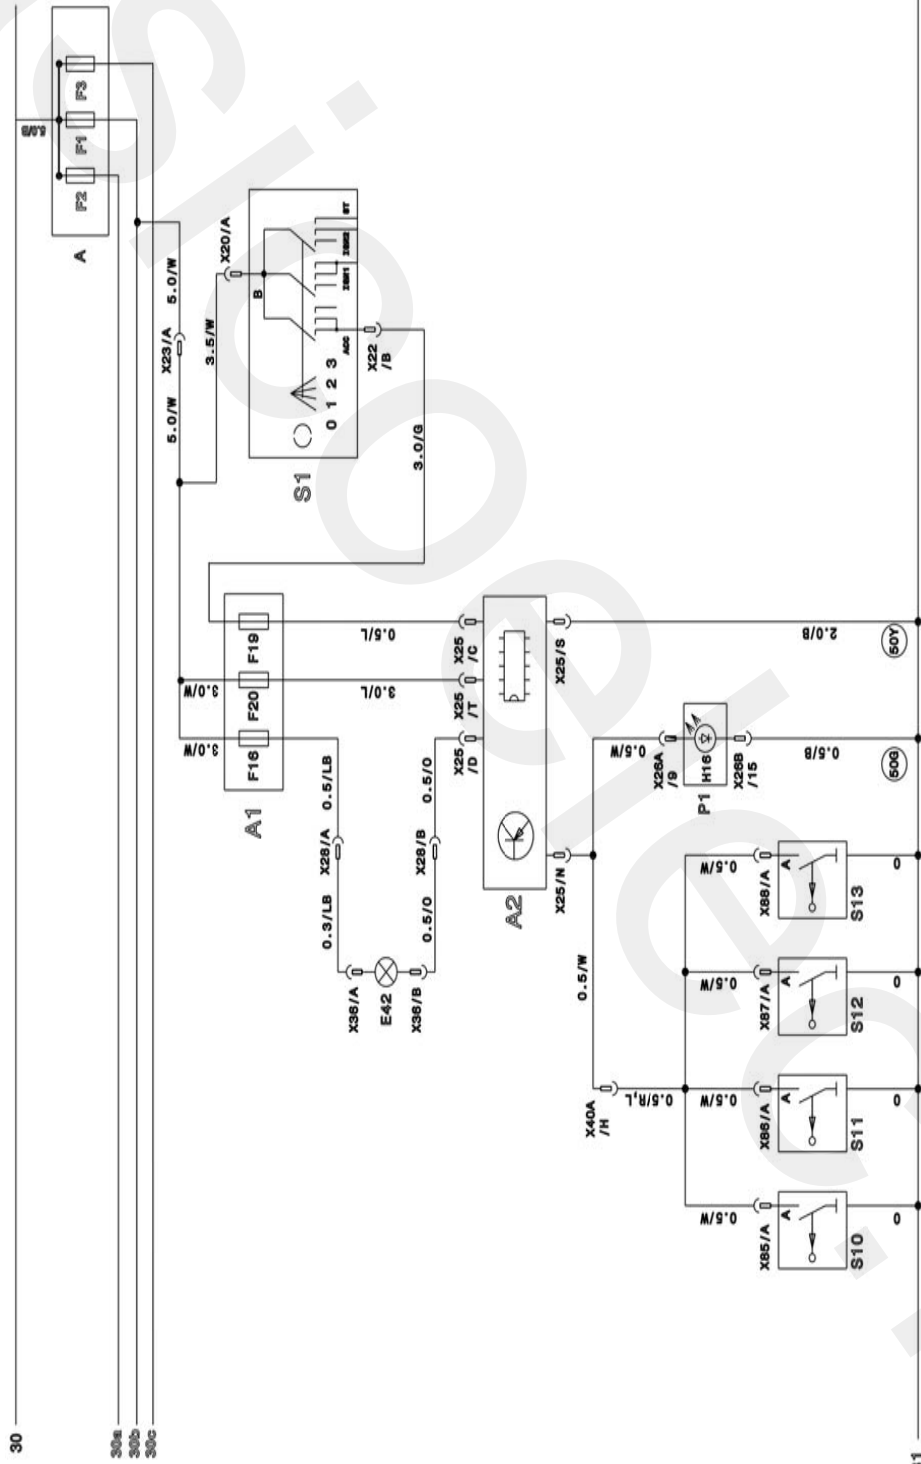 30
30a
30b
30c
5.0/B
F3
F1
F2
A
5.0/W
X23/A
5.0/W
3.5/W
X20/A
B
ST
IGN2
IGN1
ACC
0 1 2 3
S1
X22
/B
3.0/G
3.0/W
3.0/W
F19
F20
F16
A1
0.5/L
3.0/L
0.5/LB
X28/A
0.3/LB
X36/A
E42
X36/B
0.5/O
X28/B
0.5/O
X25
/C
X25
/T
X25
/D
A2
X25/S
X25/N
2.0/B
50Y
0.5/W
X26A
/9
H16
P1
X26B
/15
0.5/B
50G
0.5/W
X40A
/H
0.5/R,L
0.5/W
X88/A
A
S13
0
0.5/W
X87/A
A
S12
0
0.5/W
X86/A
A
S11
0
0.5/W
X85/A
A
S10
0